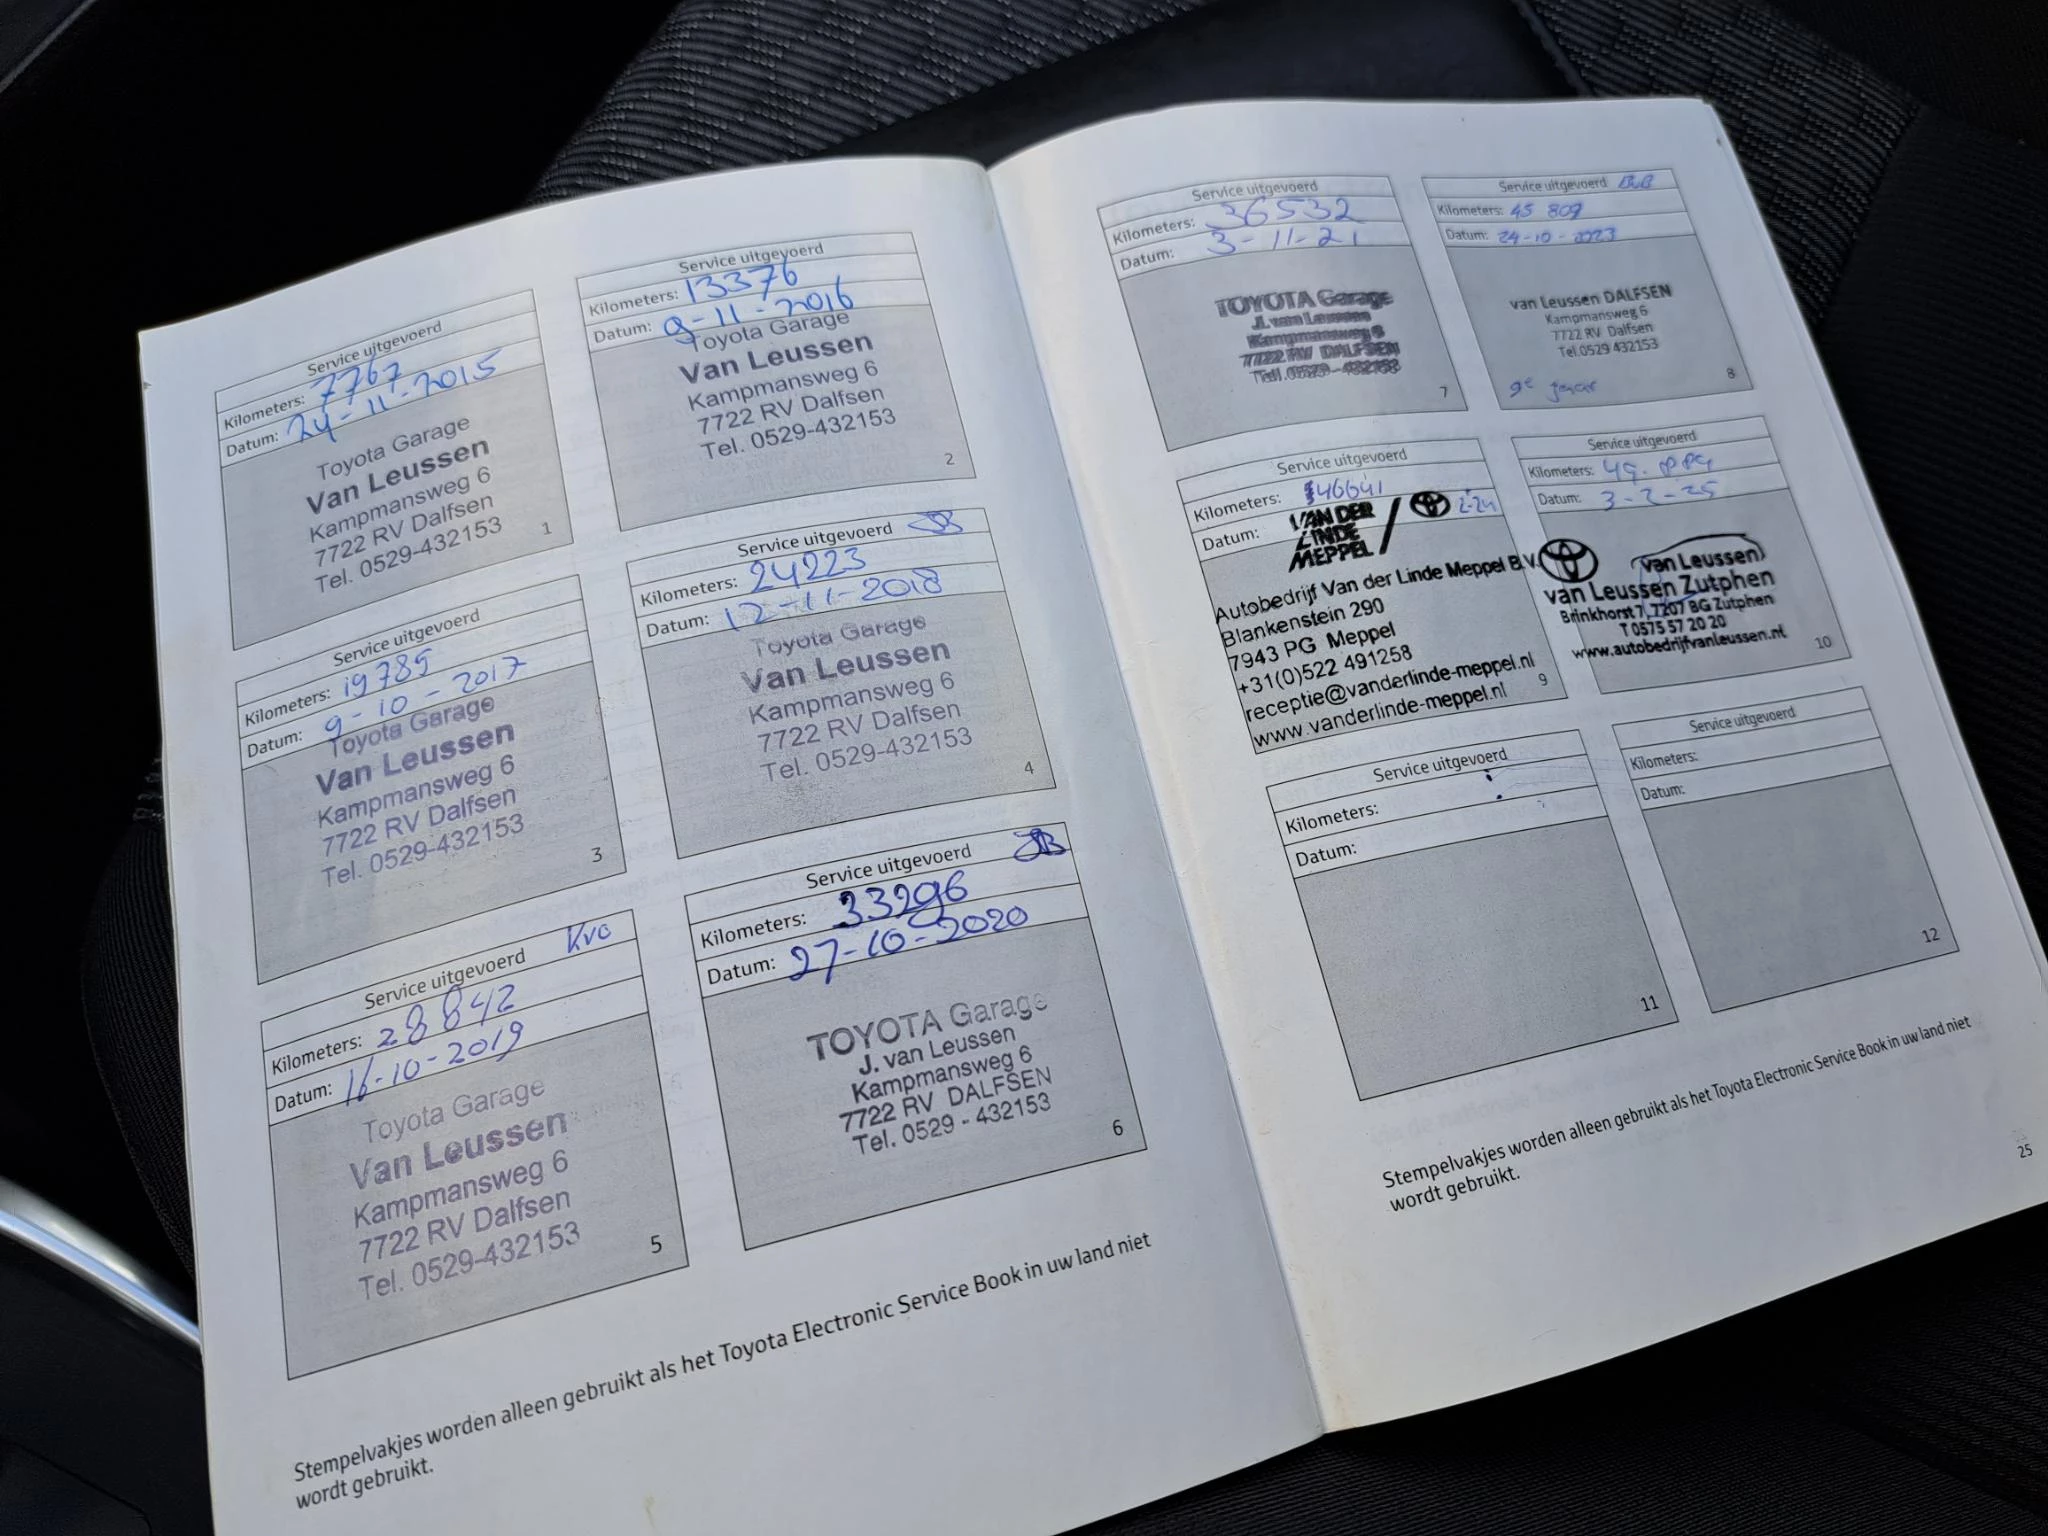 Service uitgevoerd
Kilometers: 7767
Datum: 24-11-2015
Toyota Garage
Van Leussen
Kampmansweg 6
7722 RV Dalfsen
Tel. 0529-432153
1
Service uitgevoerd
Kilometers: 13376
Datum: 9-11-2016
Toyota Garage
Van Leussen
Kampmansweg 6
7722 RV Dalfsen
Tel. 0529-432153
2
Service uitgevoerd
Kilometers: 19785
Datum: 9-10-2017
Toyota Garage
Van Leussen
Kampmansweg 6
7722 RV Dalfsen
Tel. 0529-432153
3
Service uitgevoerd
Kilometers: 24223
Datum: 12-11-2018
Toyota Garage
Van Leussen
Kampmansweg 6
7722 RV Dalfsen
Tel. 0529-432153
4
Service uitgevoerd
Kilometers: 28842
Datum: 16-10-2019
Toyota Garage
Van Leussen
Kampmansweg 6
7722 RV Dalfsen
Tel. 0529-432153
5
Service uitgevoerd
Kilometers: 33296
Datum: 27-10-2020
TOYOTA Garage
J. van Leussen
Kampmansweg 6
7722 RV DALFSEN
Tel. 0529 - 432153
6
Stempelvakjes worden alleen gebruikt als het Toyota Electronic Service Book in uw land niet
wordt gebruikt.
Service uitgevoerd
Kilometers: 36532
Datum: 3-11-21
TOYOTA Garage
J. van Leussen
Kampmansweg 6
7722 RV DALFSEN
Tel. 0529 - 432153
7
Service uitgevoerd
Kilometers: 45 809
Datum: 24-10-2023
van Leussen DALFSEN
Kampmansweg 6
7722 RV Dalfsen
Tel.0529 432153
8
Service uitgevoerd
Kilometers: 46641
Datum: 2-24
VAN DER
LINDE
MEPPEL
Autobedrijf Van der Linde Meppel B.V.
Blankenstein 290
7943 PG Meppel
+31(0)522 491258
receptie@vanderlinde-meppel.nl
www.vanderlinde-meppel.nl
9
Service uitgevoerd
Kilometers:
Datum: 3-2-25
van Leussen
van Leussen Zutphen
Brinkhorst 7, 7207 BG Zutphen
T 0575 57 20 20
www.autobedrijfvanleussen.nl
10
Service uitgevoerd
Kilometers:
Datum:
11
Service uitgevoerd
Kilometers:
Datum:
12
Stempelvakjes worden alleen gebruikt als het Toyota Electronic Service Book in uw land niet
wordt gebruikt.
25